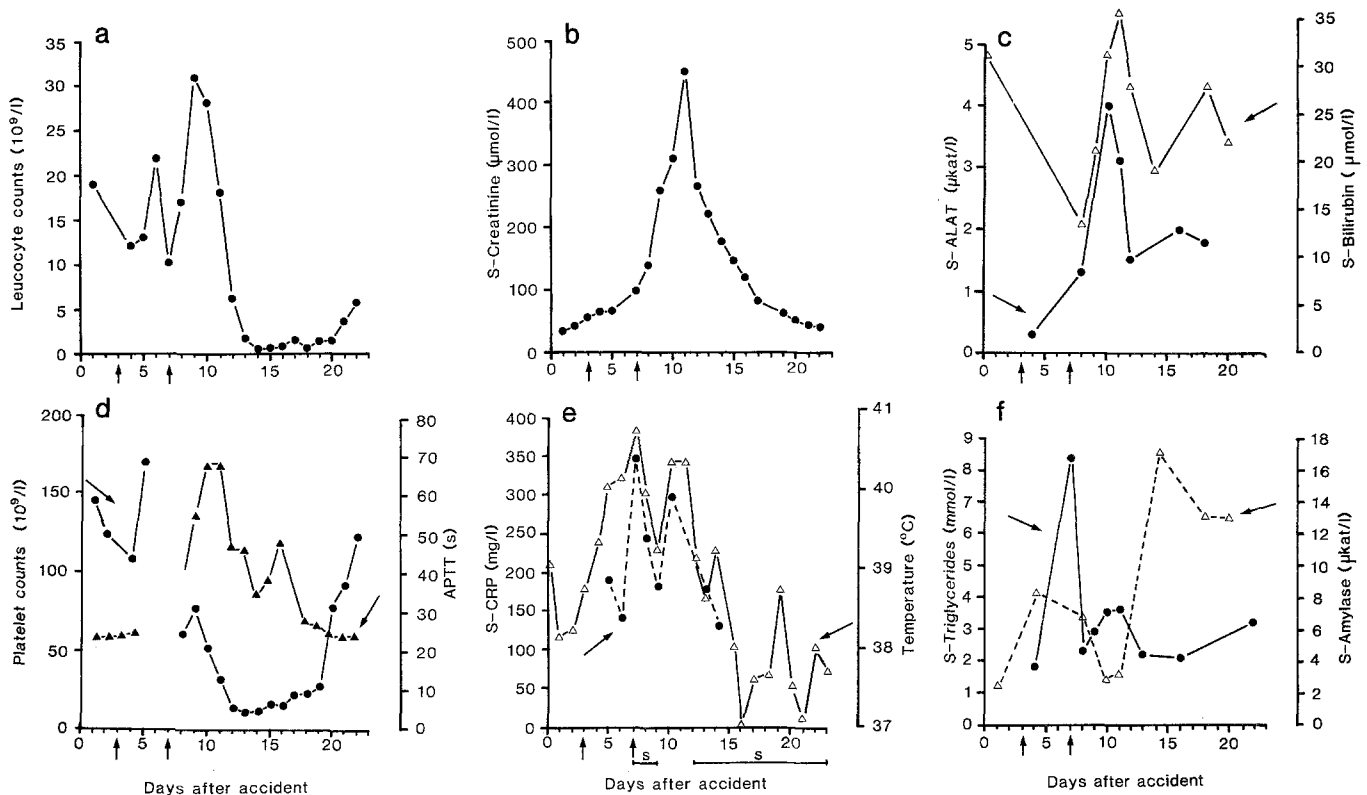 a
Leucocyte counts (10⁹/l)
35
30
25
20
15
10
5
0
0 5 10 15 20
b
S-Creatinine (µmol/l)
500
400
300
200
100
0
0 5 10 15 20
c
S-ALAT (µkat/l)
5
4
3
2
1
0
S-Bilirubin (µmol/l)
35
30
25
20
15
10
5
0
0 5 10 15 20
d
Platelet counts (10⁹/l)
200
150
100
50
0
APTT (s)
80
70
60
50
40
30
20
10
0
0 5 10 15 20
Days after accident
e
S-CRP (mg/l)
400
350
300
250
200
150
100
50
0
Temperature (°C)
41
40
39
38
37
0 5 10 15 20
s s
Days after accident
f
S-Triglycerides (mmol/l)
9
8
7
6
5
4
3
2
1
0
S-Amylase (µkat/l)
18
16
14
12
10
8
6
4
2
0
0 5 10 15 20
Days after accident